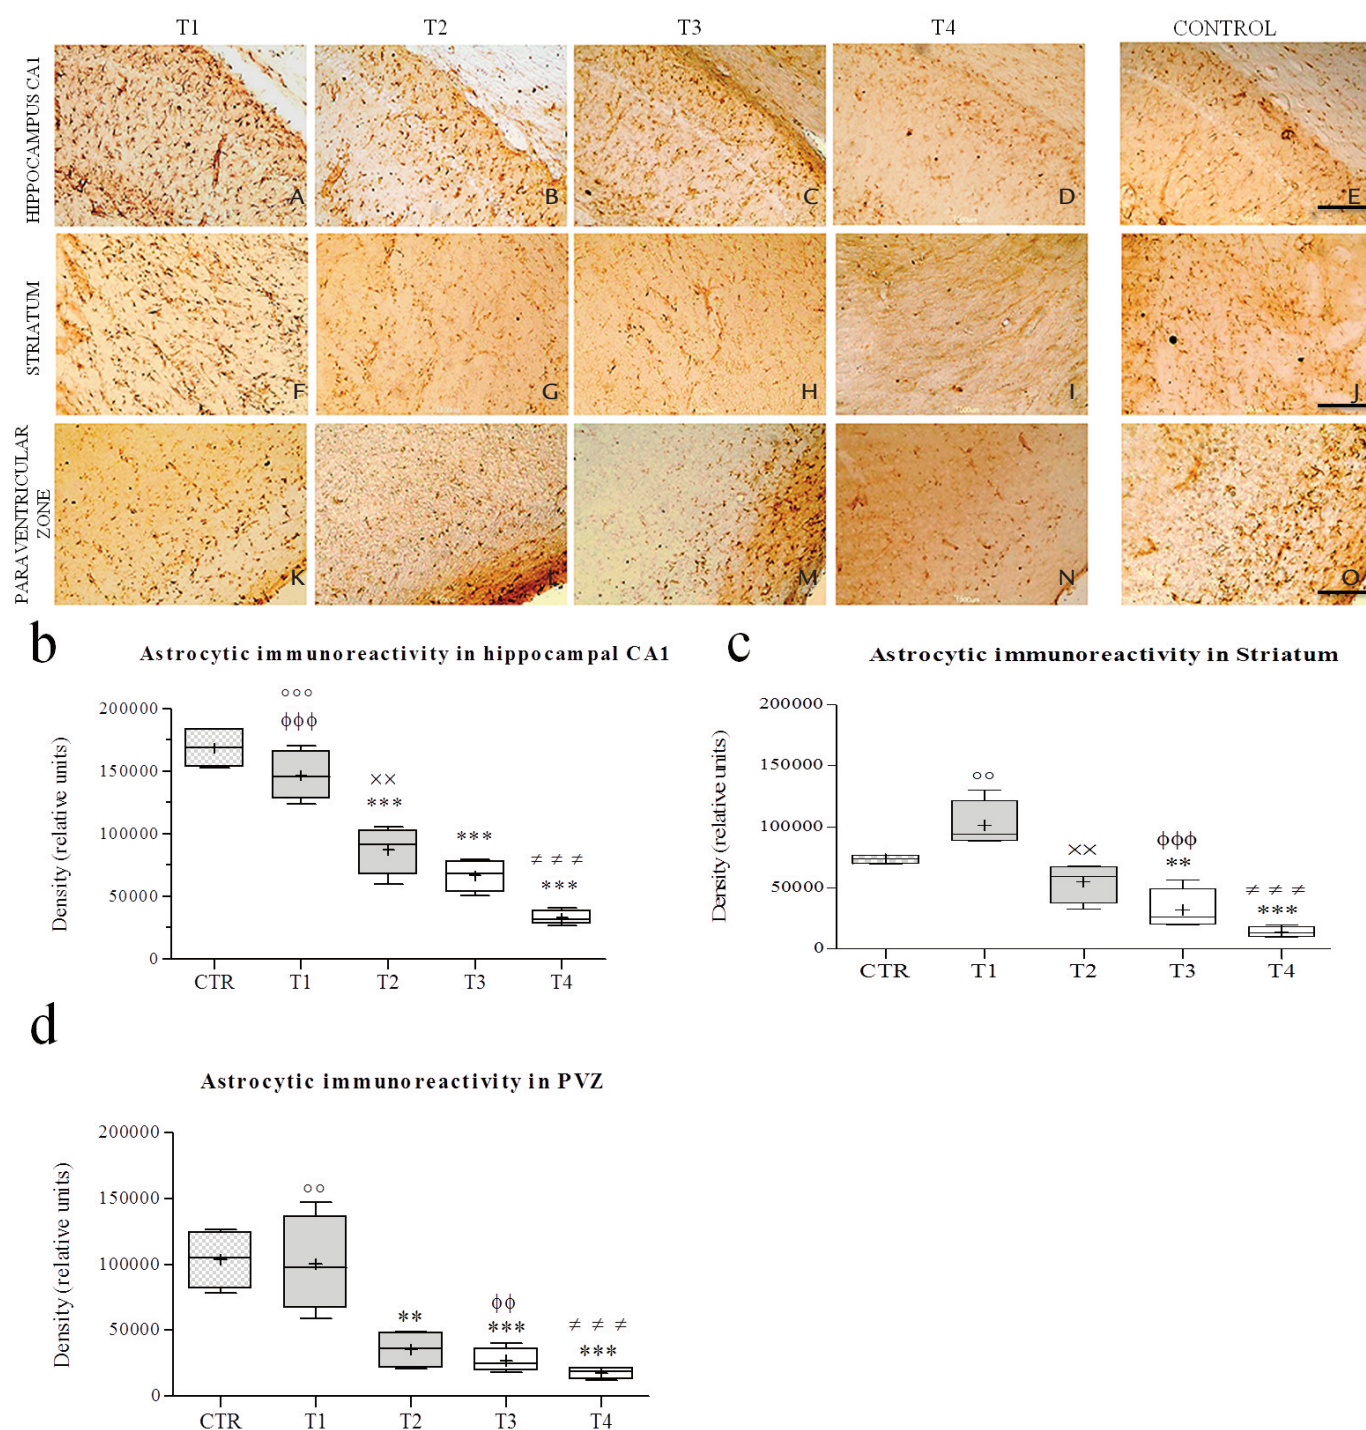 T1 T2 T3 T4 CONTROL
HIPPOCAMPUS CA1
A B C D E
STRIATUM
F G H I J
PARAVENTRICULAR
ZONE
K L M N O
b
Astrocytic immunoreactivity in hippocampal CA1
Density (relative units)
200000
150000
100000
50000
0
°°°
ϕϕϕ
××
***
***
≠ ≠ ≠
***
CTR T1 T2 T3 T4
c
Astrocytic immunoreactivity in Striatum
Density (relative units)
200000
150000
100000
50000
0
°°
××
ϕϕϕ
**
≠ ≠ ≠
***
CTR T1 T2 T3 T4
d
Astrocytic immunoreactivity in PVZ
Density (relative units)
200000
150000
100000
50000
0
°°
**
ϕϕ
***
≠ ≠ ≠
***
CTR T1 T2 T3 T4